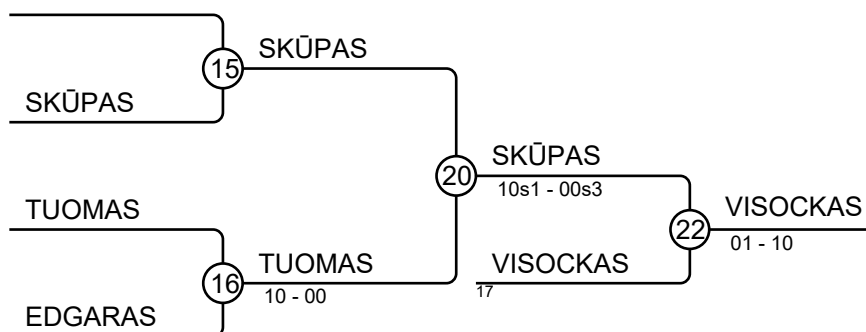 15
SKŪPAS
SKŪPAS
20
SKŪPAS
10s1 - 00s3
TUOMAS
16
TUOMAS
10 - 00
EDGARAS
VISOCKAS
17
22
VISOCKAS
01 - 10